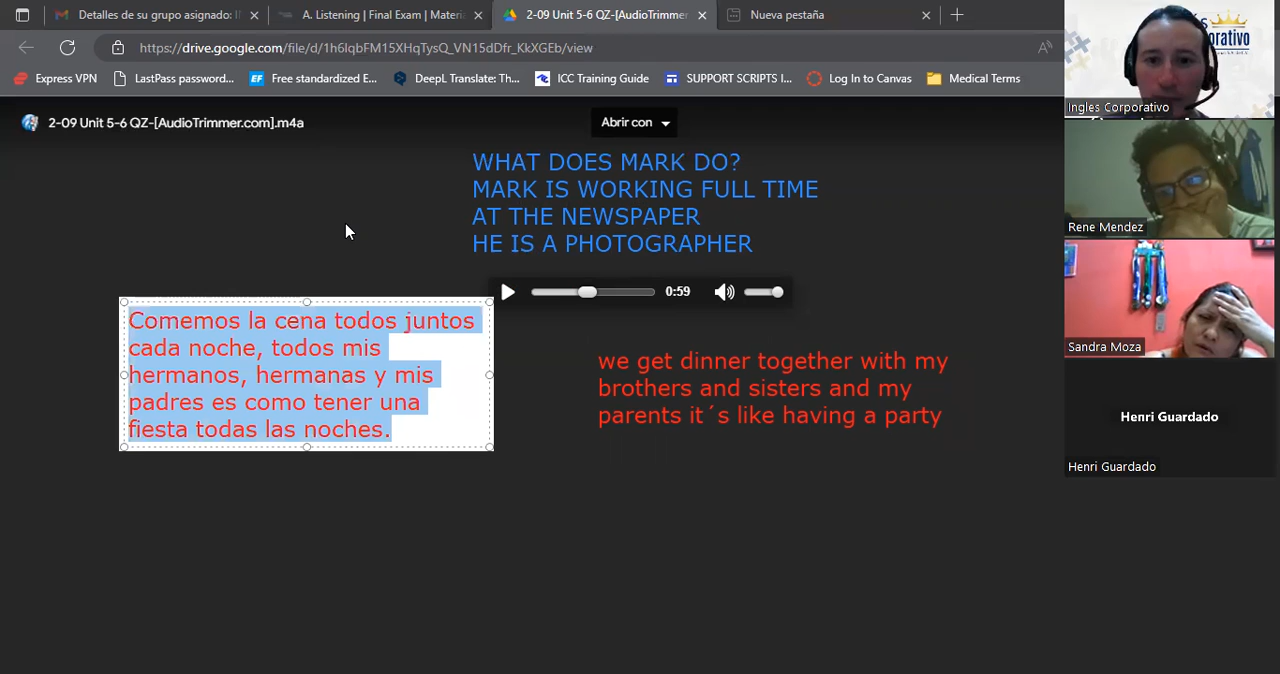 Detalles de su grupo asignado: I
A. Listening | Final Exam | Materia
2-09 Unit 5-6 QZ-[AudioTrimmer
Nueva pestaña
https://drive.google.com/file/d/1h6lqbFM15XHqTysQ_VN15dDfr_KkXGEb/view
Express VPN
LastPass password...
EF Free standardized E...
DeepL Translate: Th...
ICC Training Guide
SUPPORT SCRIPTS I...
Log In to Canvas
Medical Terms
2-09 Unit 5-6 QZ-[AudioTrimmer.com].m4a
Abrir con
WHAT DOES MARK DO?
MARK IS WORKING FULL TIME
AT THE NEWSPAPER
HE IS A PHOTOGRAPHER
0:59
Comemos la cena todos juntos
cada noche, todos mis
hermanos, hermanas y mis
padres es como tener una
fiesta todas las noches.
we get dinner together with my
brothers and sisters and my
parents it´s like having a party
Ingles Corporativo
Rene Mendez
Sandra Moza
Henri Guardado
Henri Guardado